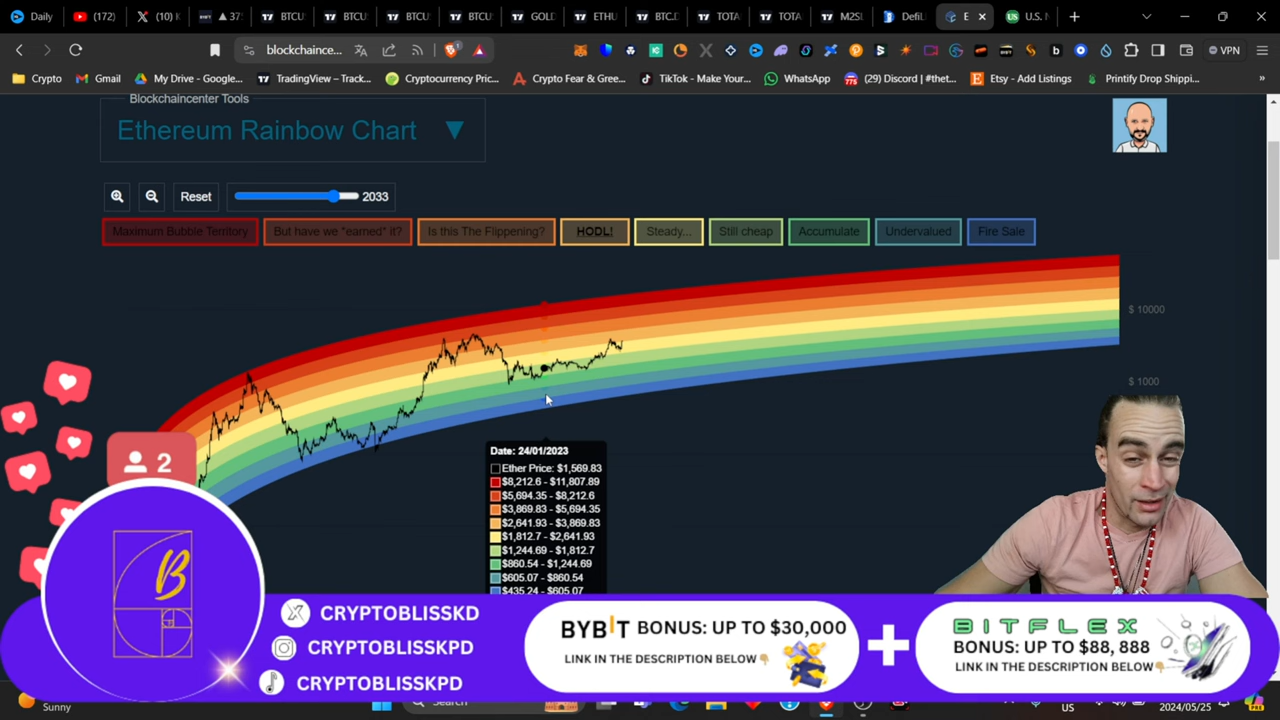 Daily
(172)
(10)
37
BTCU
BTCU
BTCU
BTCU
GOLD
ETHU
BTC.D
TOTA
TOTA
M2SU
DefiL
E
U.S. N
blockchaince...
VPN
Crypto
Gmail
My Drive - Google...
TradingView – Track...
Cryptocurrency Pric...
Crypto Fear & Gree...
TikTok - Make Your...
WhatsApp
(29) Discord | #thet...
Etsy - Add Listings
Printify Drop Shippi...
»
Blockchaincenter Tools
Ethereum Rainbow Chart ▼
Reset
2033
Maximum Bubble Territory
But have we *earned* it?
Is this The Flippening?
HODL!
Steady...
Still cheap
Accumulate
Undervalued
Fire Sale
$ 10000
$ 1000
Date: 24/01/2023
Ether Price: $1,569.83
$8,212.6 - $11,807.89
$5,694.35 - $8,212.6
$3,869.83 - $5,694.35
$2,641.93 - $3,869.83
$1,812.7 - $2,641.93
$1,244.69 - $1,812.7
$860.54 - $1,244.69
$605.07 - $860.54
$435.24 - $605.07
2
B
CRYPTOBLISSKD
CRYPTOBLISSKPD
CRYPTOBLISSKPD
BYBIT BONUS: UP TO $30,000
LINK IN THE DESCRIPTION BELOW
+
BITFLEX
BONUS: UP TO $88, 888
LINK IN THE DESCRIPTION BELOW
Sunny
Search
US
2024/05/25